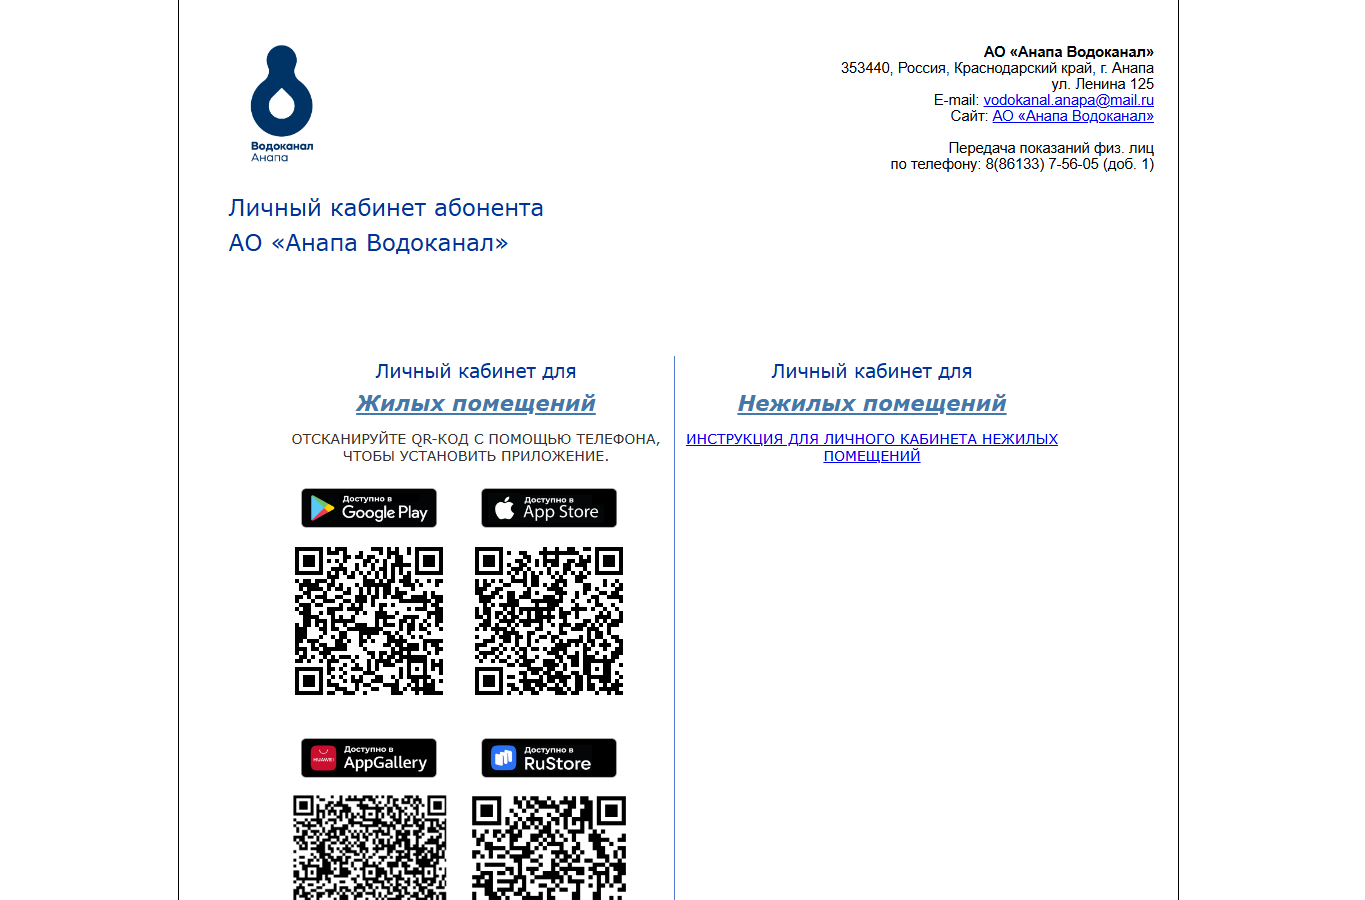 Водоканал
Анапа
АО «Анапа Водоканал»
353440, Россия, Краснодарский край, г. Анапа
ул. Ленина 125
E-mail: vodokanal.anapa@mail.ru
Сайт: АО «Анапа Водоканал»
Передача показаний физ. лиц
по телефону: 8(86133) 7-56-05 (доб. 1)
Личный кабинет абонента
АО «Анапа Водоканал»
Личный кабинет для
Жилых помещений
ОТСКАНИРУЙТЕ QR-КОД С ПОМОЩЬЮ ТЕЛЕФОНА,
ЧТОБЫ УСТАНОВИТЬ ПРИЛОЖЕНИЕ.
Доступно в
Google Play
Доступно в
App Store
HUAWEI
Доступно в
AppGallery
Доступно в
RuStore
Личный кабинет для
Нежилых помещений
ИНСТРУКЦИЯ ДЛЯ ЛИЧНОГО КАБИНЕТА НЕЖИЛЫХ
ПОМЕЩЕНИЙ